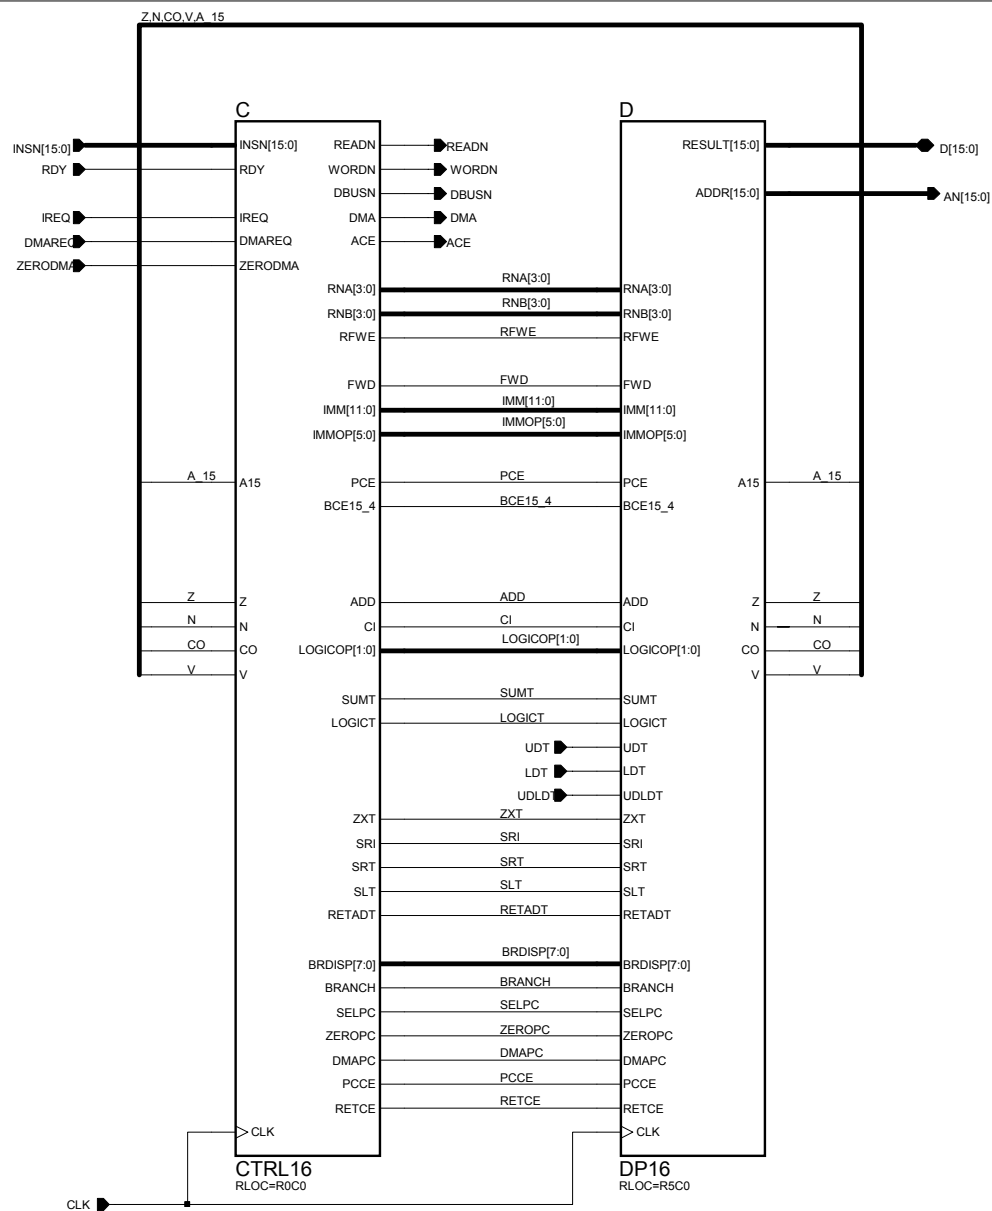 Z,N,CO,V,A_15
C D
INSN[15:0] INSN[15:0] READN READN RESULT[15:0] D[15:0]
RDY RDY WORDN WORDN
DBUSN DBUSN ADDR[15:0] AN[15:0]
IREQ IREQ DMA DMA
DMAREQ DMAREQ ACE ACE
ZERODMA ZERODMA
RNA[3:0] RNA[3:0] RNA[3:0]
RNB[3:0] RNB[3:0] RNB[3:0]
RFWE RFWE RFWE
FWD FWD FWD
IMM[11:0] IMM[11:0] IMM[11:0]
IMMOP[5:0] IMMOP[5:0] IMMOP[5:0]
A_15 A15 PCE PCE PCE A15 A_15
BCE15_4 BCE15_4 BCE15_4
Z Z ADD ADD ADD Z Z
N N CI CI CI N N
CO CO LOGICOP[1:0] LOGICOP[1:0] LOGICOP[1:0] CO CO
V V V V
SUMT SUMT SUMT
LOGICT LOGICT LOGICT
UDT UDT
LDT LDT
UDLDT UDLDT
ZXT ZXT ZXT
SRI SRI SRI
SRT SRT SRT
SLT SLT SLT
RETADT RETADT RETADT
BRDISP[7:0] BRDISP[7:0] BRDISP[7:0]
BRANCH BRANCH BRANCH
SELPC SELPC SELPC
ZEROPC ZEROPC ZEROPC
DMAPC DMAPC DMAPC
PCCE PCCE PCCE
RETCE RETCE RETCE
CLK CLK
CTRL16 DP16
RLOC=R0C0 RLOC=R5C0
CLK